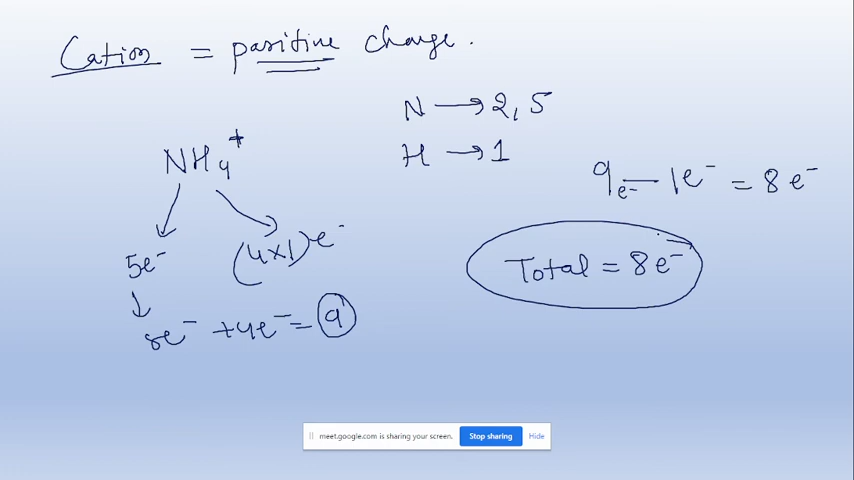 Cation = positive charge.
N → 2, 5
H → 1
NH4+
9e- — 1e- = 8e-
5e- (4×1)e-
Total = 8e-
+4e- = 9
meet.google.com is sharing your screen. Stop sharing Hide